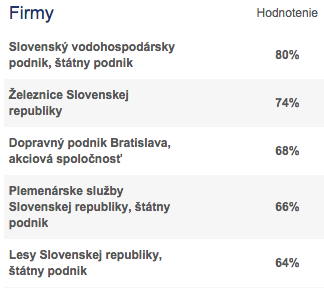 Firmy Hodnotenie
Slovenský vodohospodársky
podnik, štátny podnik 80%
Železnice Slovenskej
republiky 74%
Dopravný podnik Bratislava,
akciová spoločnosť 68%
Plemenárske služby
Slovenskej republiky, štátny
podnik 66%
Lesy Slovenskej republiky,
štátny podnik 64%